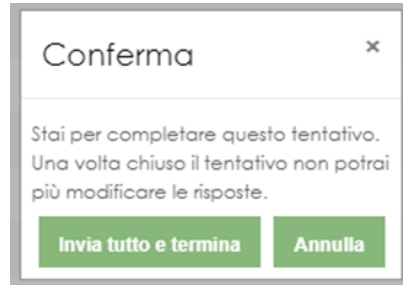 Conferma ×
Stai per completare questo tentativo.
Una volta chiuso il tentativo non potrai
più modificare le risposte.
Invia tutto e termina Annulla